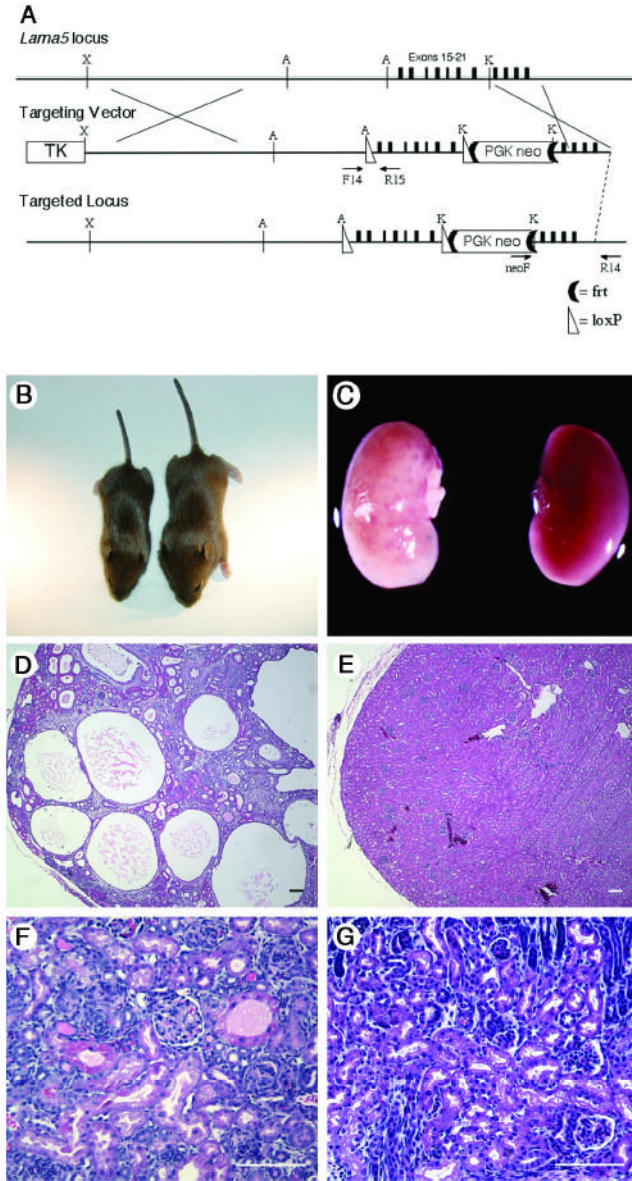 A
Lama5 locus
X A A Exons 15-21 K
Targeting Vector
X A A K K
TK PGK neo
F14 R15
Targeted Locus
X A A K K
PGK neo
neoF R14
= frt
= loxP
B C
D E
F G